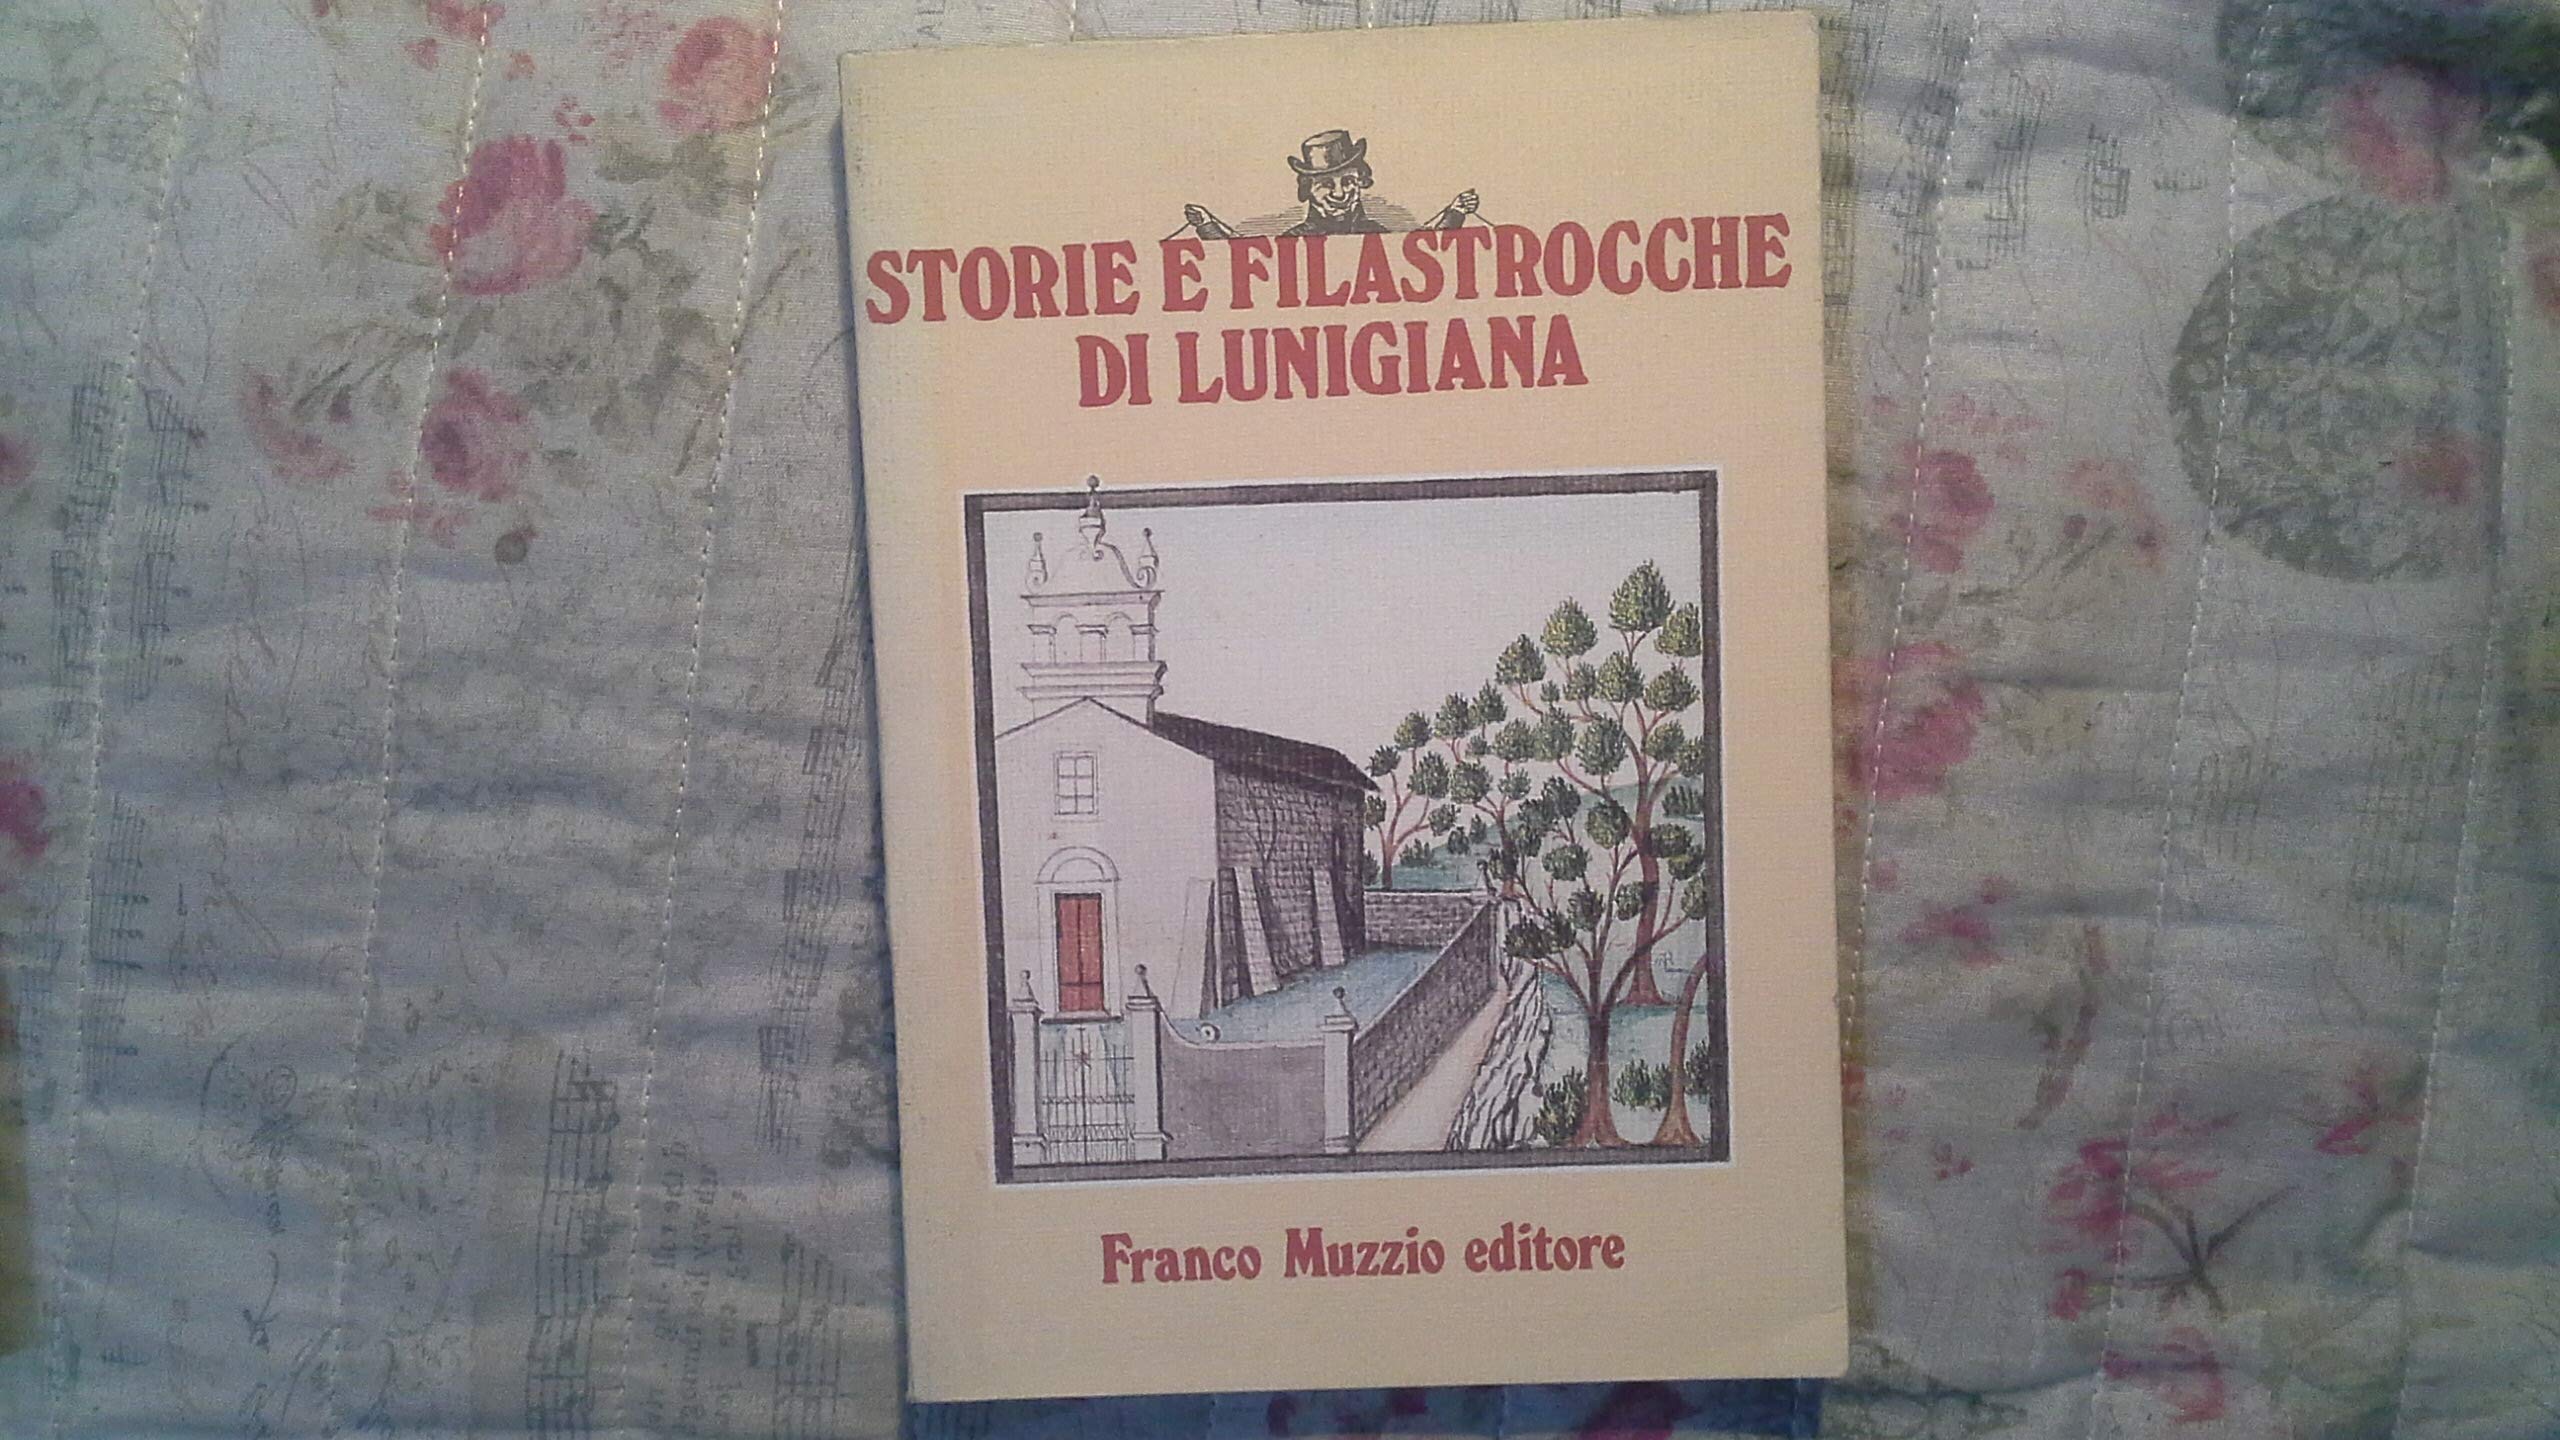 STORIE E FILASTROCCHE
DI LUNIGIANA
Franco Muzzio editore